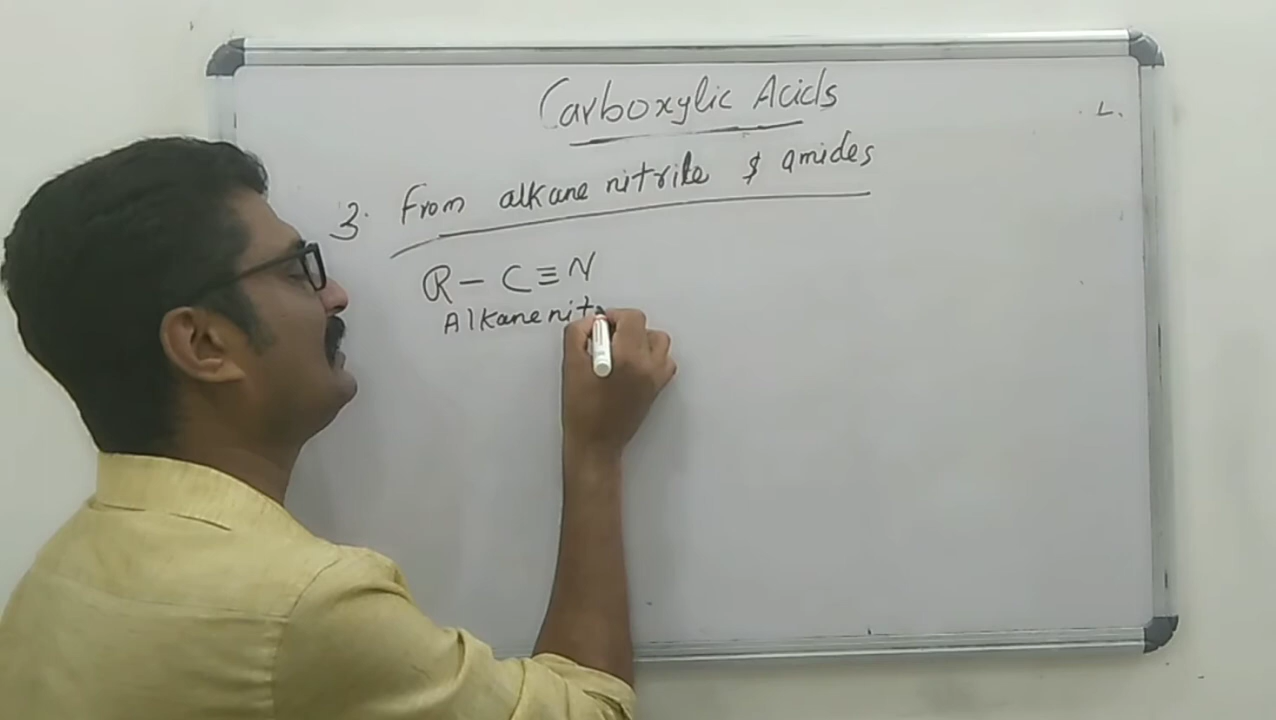 Carboxylic Acids
L.
3. From alkane nitrile & amides
R - C ≡ N
Alkane nit